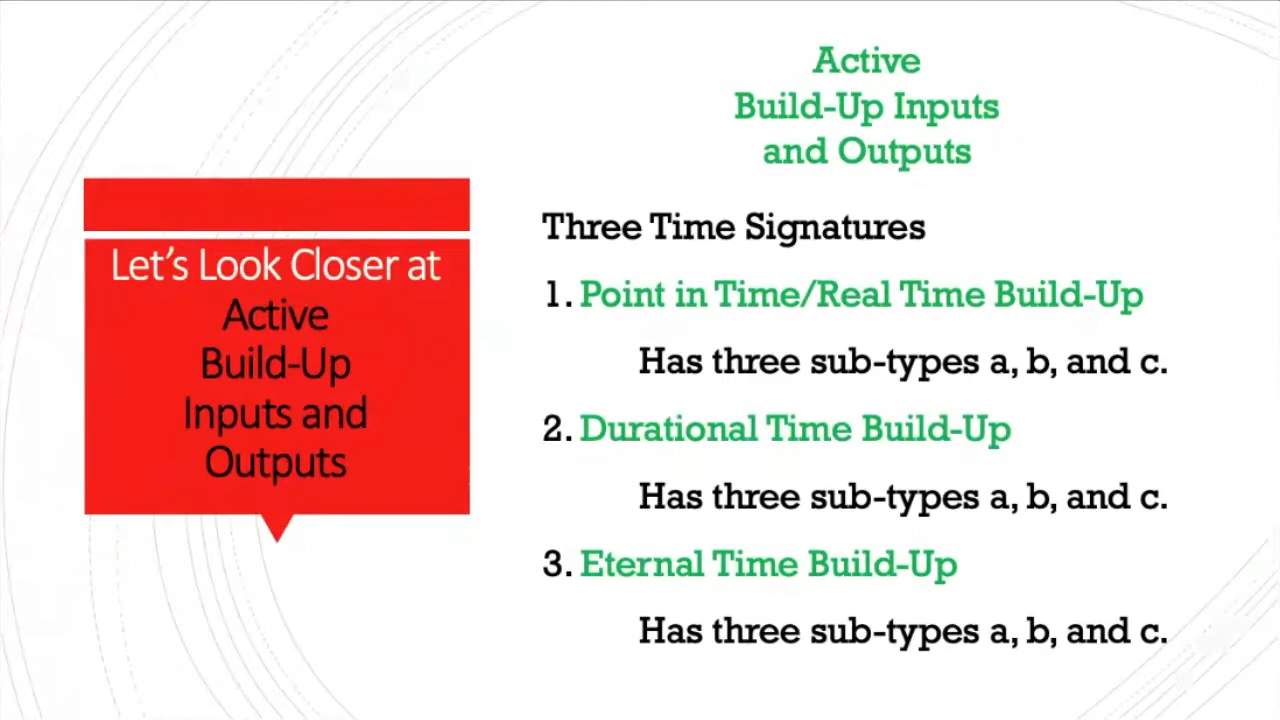 Let's Look Closer at
Active
Build-Up
Inputs and
Outputs
Active
Build-Up Inputs
and Outputs
Three Time Signatures
1. Point in Time/Real Time Build-Up
Has three sub-types a, b, and c.
2. Durational Time Build-Up
Has three sub-types a, b, and c.
3. Eternal Time Build-Up
Has three sub-types a, b, and c.